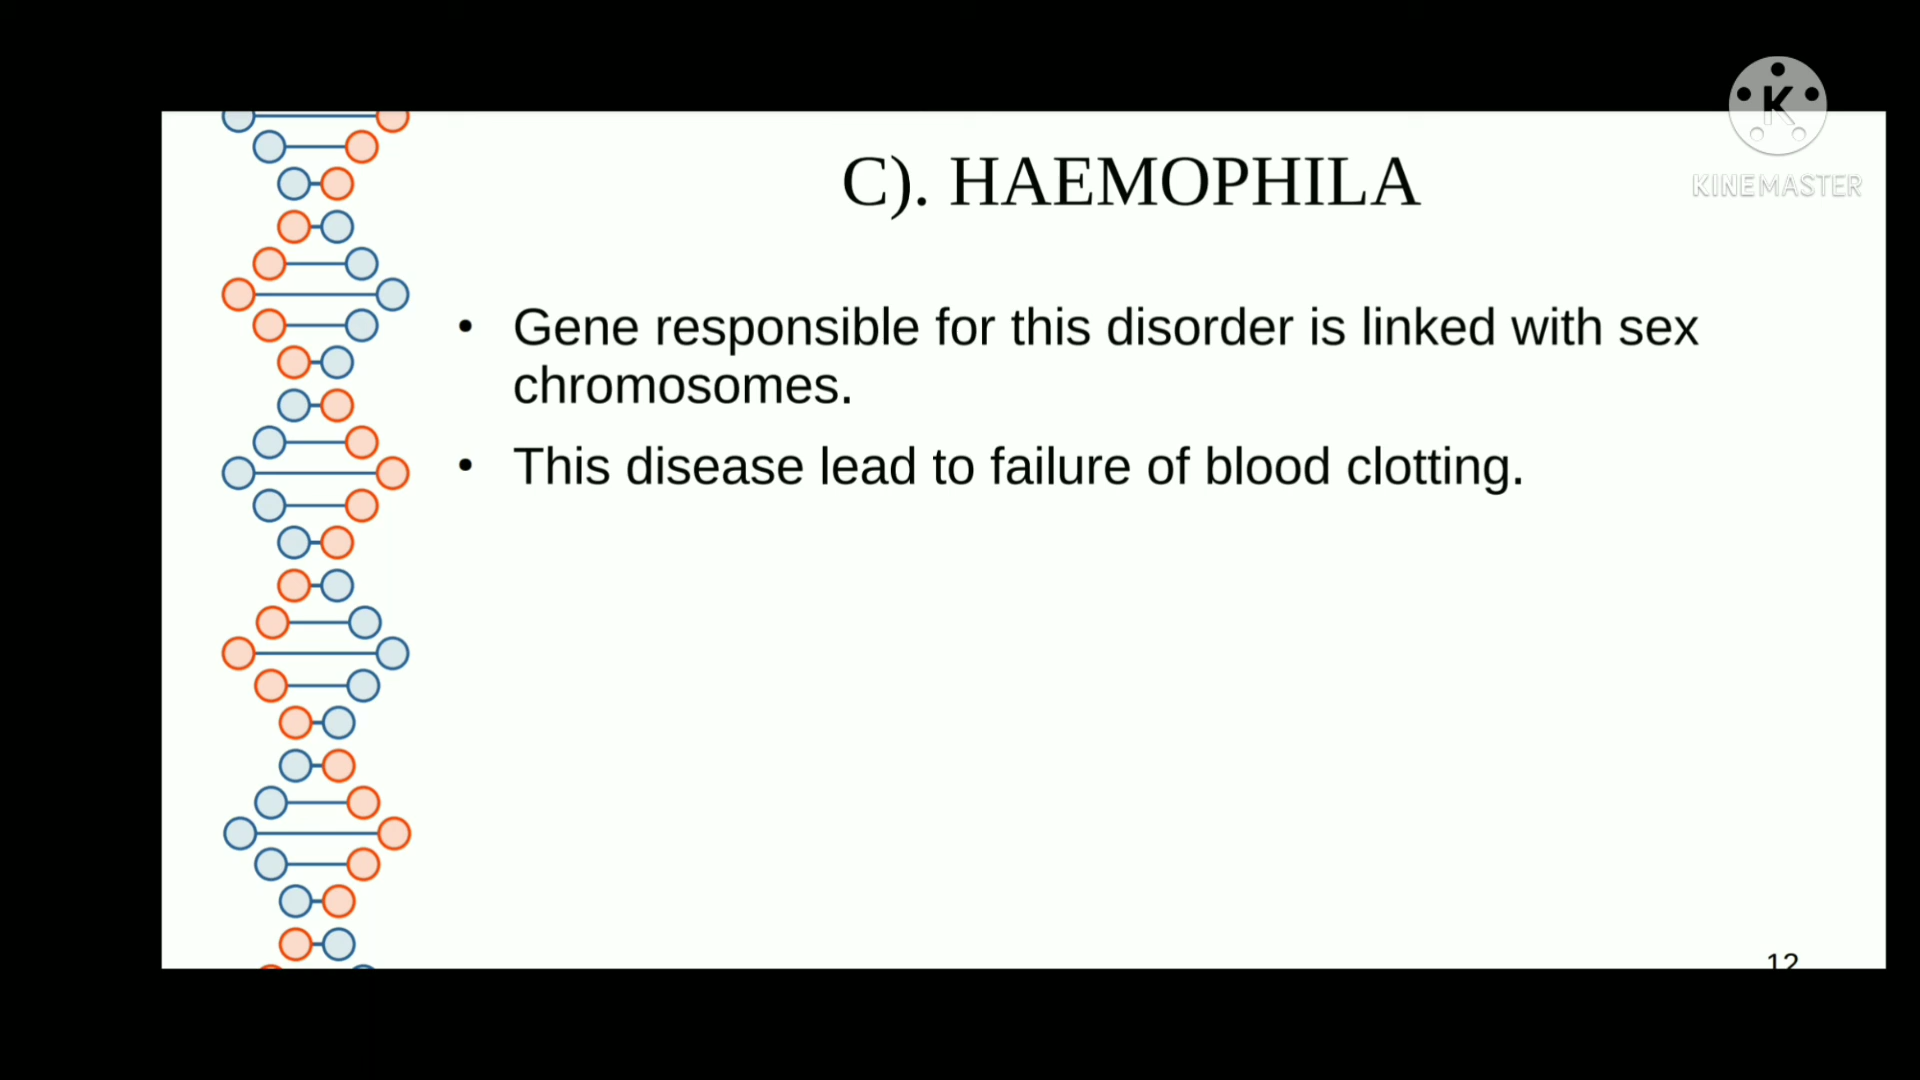 K
KINEMASTER
C). HAEMOPHILA
• Gene responsible for this disorder is linked with sex
chromosomes.
• This disease lead to failure of blood clotting.
12